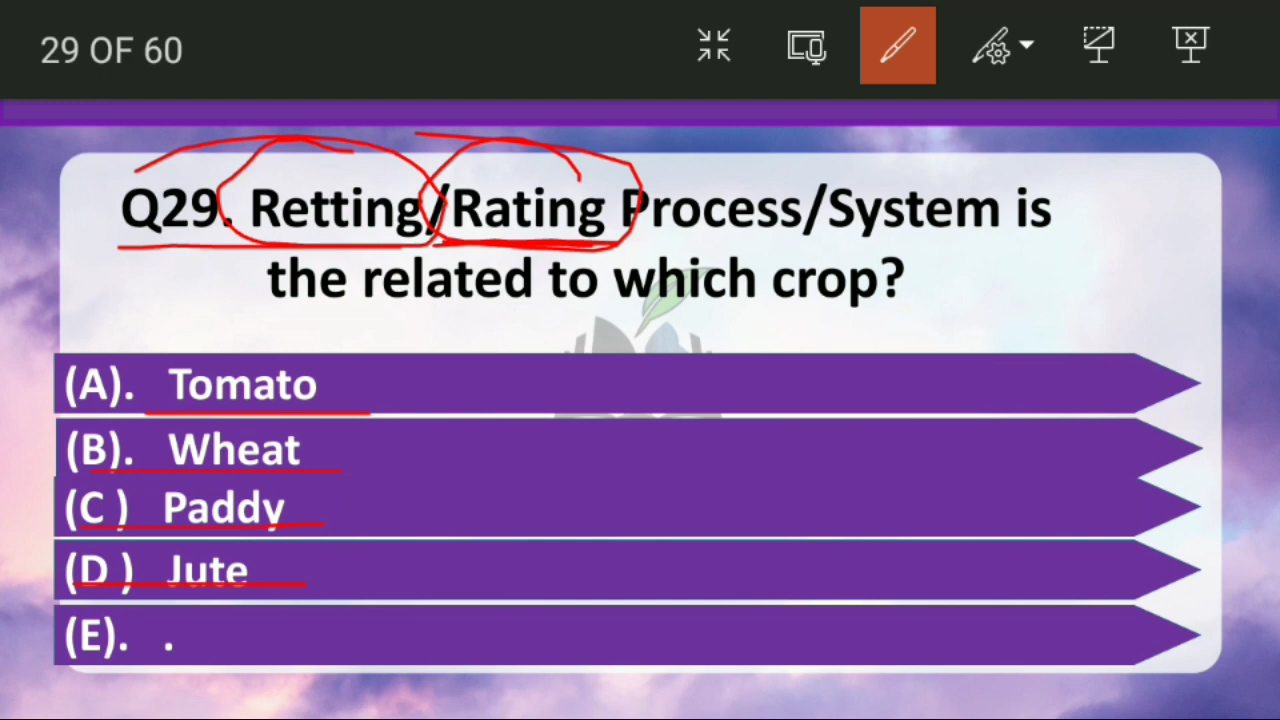 29 OF 60
Q29. Retting/Rating Process/System is
the related to which crop?
(A). Tomato
(B). Wheat
(C ) Paddy
(D ) Jute
(E). .